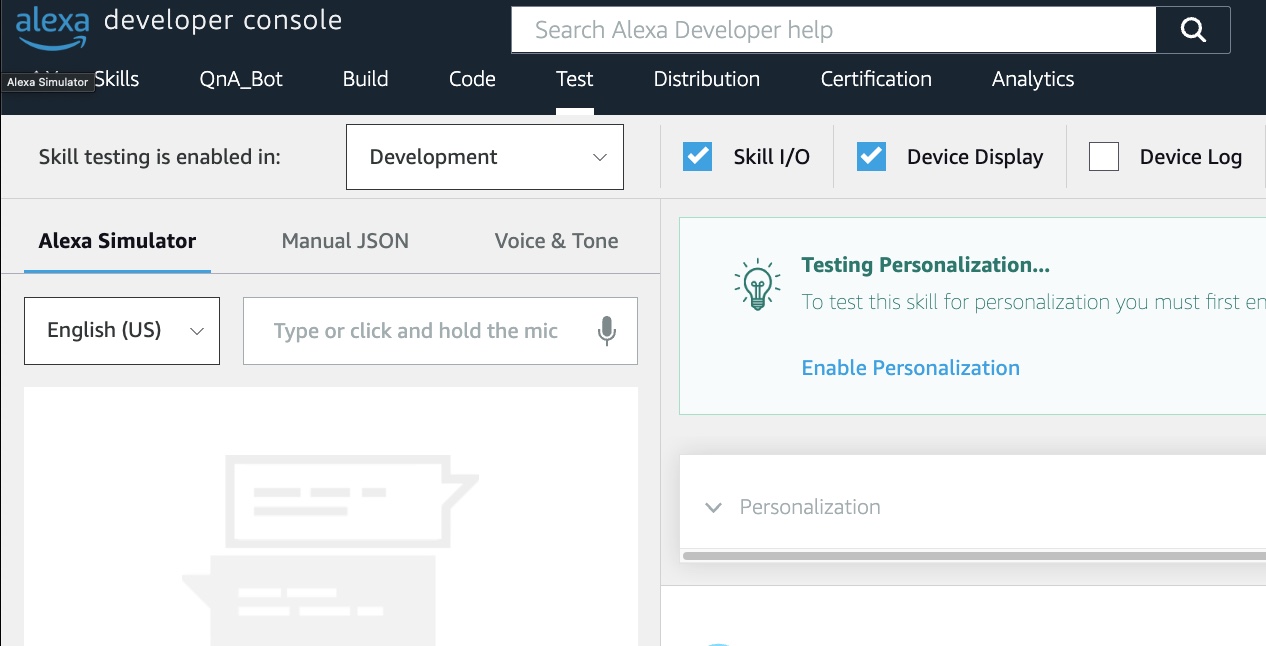 alexa developer console
Search Alexa Developer help
Skills QnA_Bot Build Code Test Distribution Certification Analytics
Alexa Simulator
Skill testing is enabled in: Development Skill I/O Device Display Device Log
Alexa Simulator Manual JSON Voice & Tone
Testing Personalization...
To test this skill for personalization you must first en
English (US) Type or click and hold the mic
Enable Personalization
Personalization